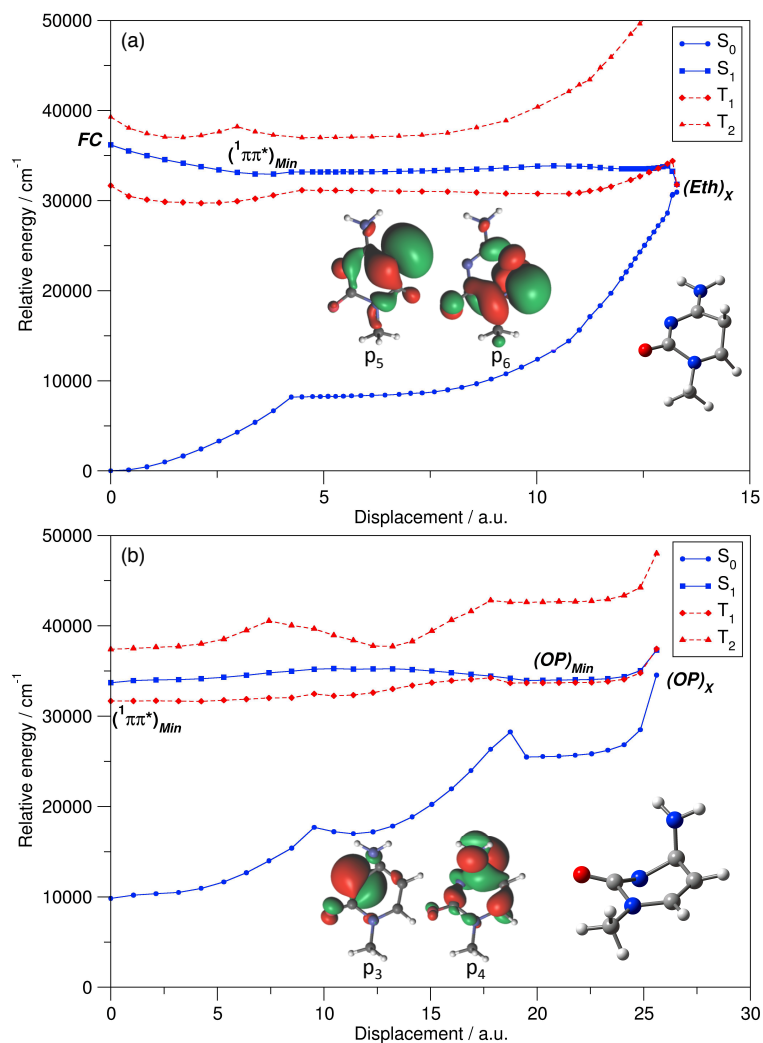 (a)
S0
S1
T1
T2
50000
40000
30000
20000
10000
0
Relative energy / cm-1
FC
(1ππ*)Min
(Eth)X
p5
p6
0
5
10
15
Displacement / a.u.
(b)
S0
S1
T1
T2
50000
40000
30000
20000
10000
0
Relative energy / cm-1
(1ππ*)Min
(OP)Min
(OP)X
p3
p4
0
5
10
15
20
25
30
Displacement / a.u.